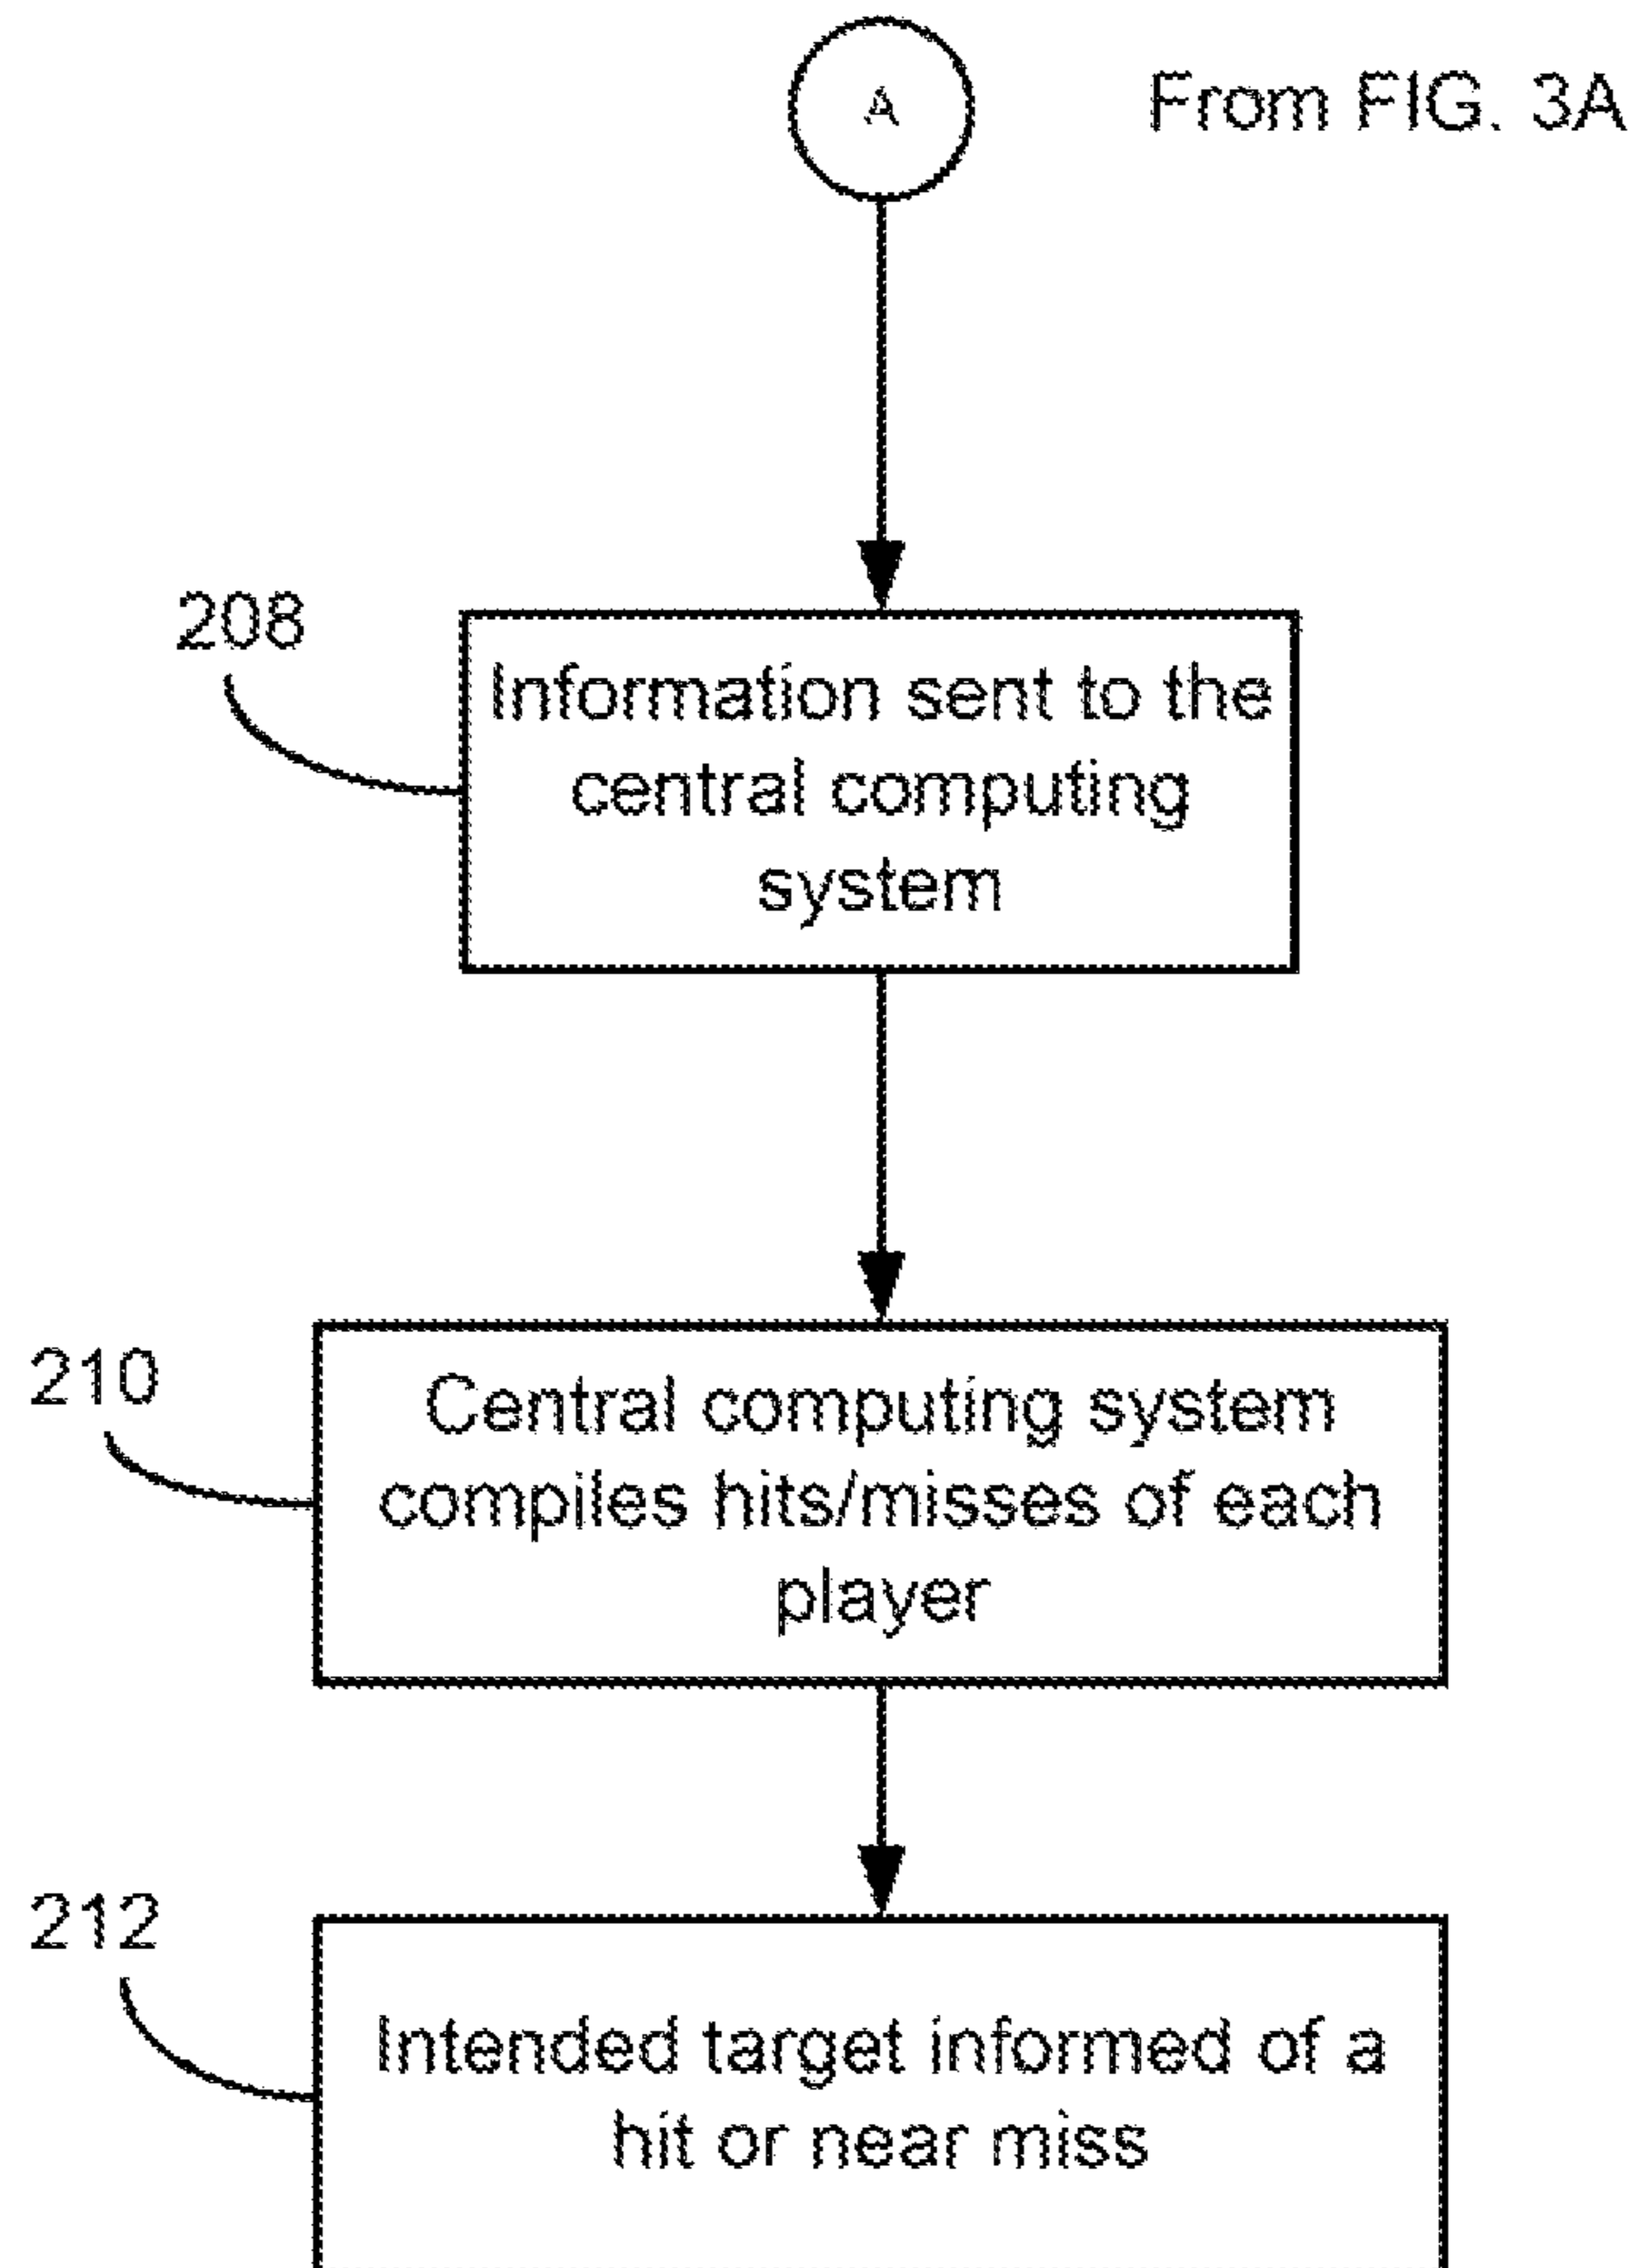 A
From FIG. 3A
208
Information sent to the
central computing
system
210
Central computing system
compiles hits/misses of each
player
212
Intended target informed of a
hit or near miss